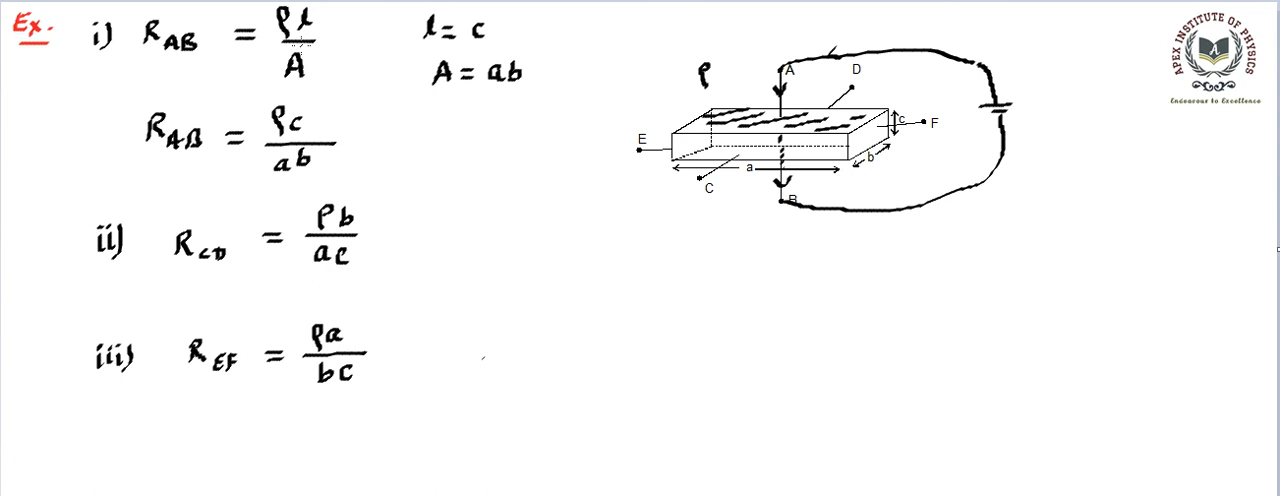 Ex. i) R_AB = ρl/A    l = c
A = ab
R_AB = ρc/ab
ii) R_CD = ρb/ac
iii) R_EF = ρa/bc
ρ
A
D
c
F
E
b
a
C
B
APEX INSTITUTE OF PHYSICS
A
Endeavour to Excellence